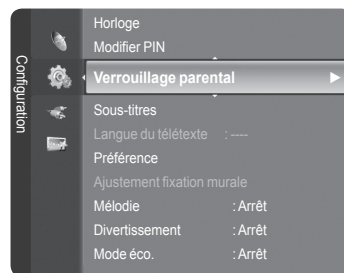 Configuration
Horloge
Modifier PIN
Verrouillage parental
Sous-titres
Langue du télétexte : ----
Préférence
Ajustement fixation murale
Mélodie : Arrêt
Divertissement : Arrêt
Mode éco. : Arrêt